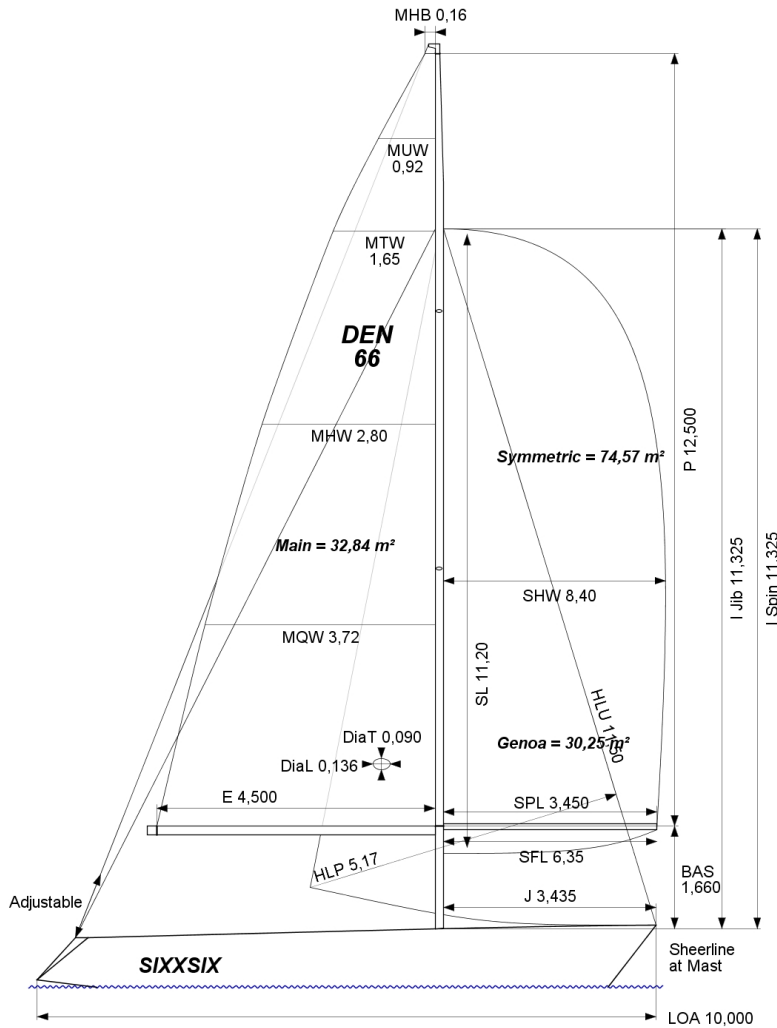 MHB 0,16
MUW
0,92
MTW
1,65
DEN
66
MHW 2,80
Symmetric = 74,57 m²
P 12,500
I Jib 11,325
I Spin 11,325
Main = 32,84 m²
SHW 8,40
MQW 3,72
SL 11,20
HLU 11,50
DiaT 0,090
DiaL 0,136
Genoa = 30,25 m²
E 4,500
SPL 3,450
SFL 6,35
HLP 5,17
BAS
1,660
J 3,435
Adjustable
SIXXSIX
Sheerline
at Mast
LOA 10,000